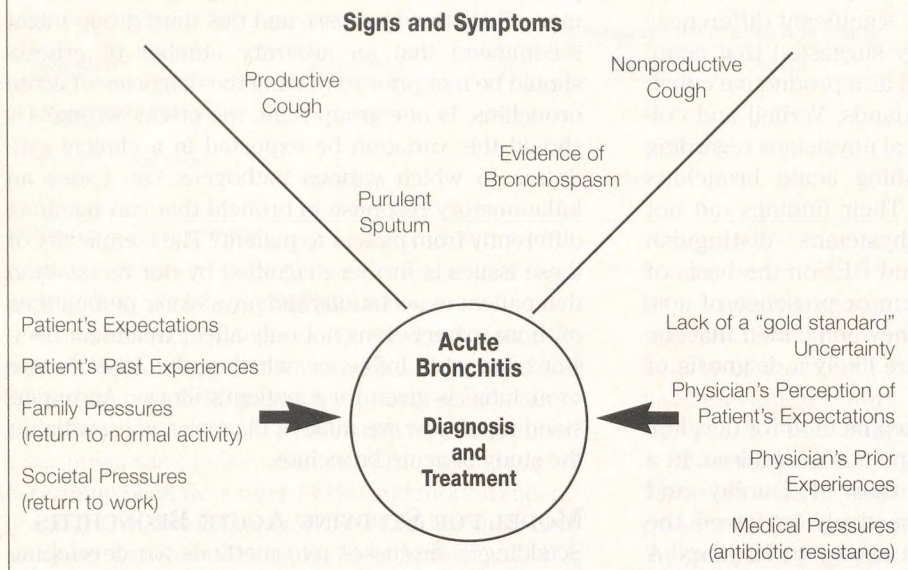 Signs and Symptoms
Productive
Cough
Nonproductive
Cough
Evidence of
Bronchospasm
Purulent
Sputum
Patient's Expectations
Patient's Past Experiences
Family Pressures
(return to normal activity)
Societal Pressures
(return to work)
Acute
Bronchitis
Diagnosis
and
Treatment
Lack of a "gold standard"
Uncertainty
Physician's Perception of
Patient's Expectations
Physician's Prior
Experiences
Medical Pressures
(antibiotic resistance)